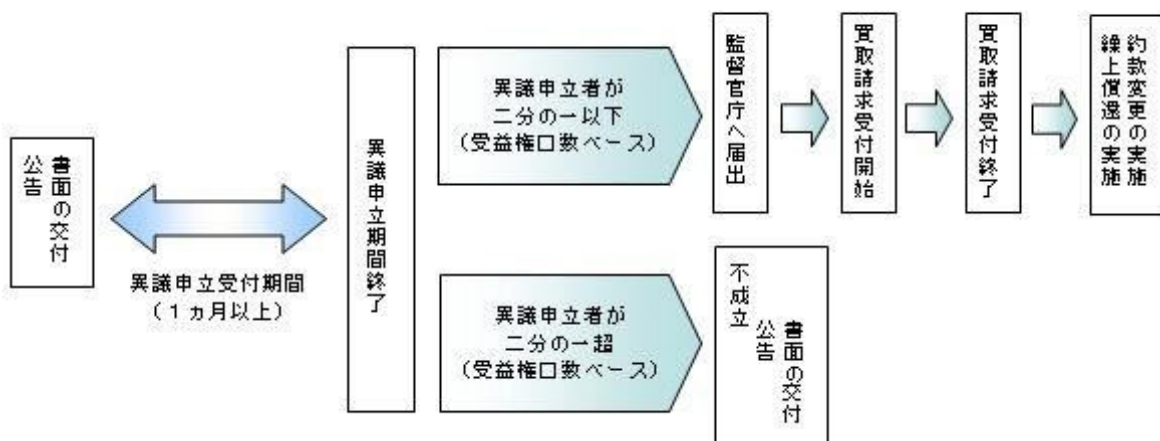 書面の交付
公告
異議申立受付期間
(１ヵ月以上)
異議申立期間終了
異議申立者が
二分の一以下
(受益権口数ベース)
監督官庁へ届出
買取請求受付開始
買取請求受付終了
約款変更の実施
繰上償還の実施
異議申立者が
二分の一超
(受益権口数ベース)
不成立
書面の交付
公告